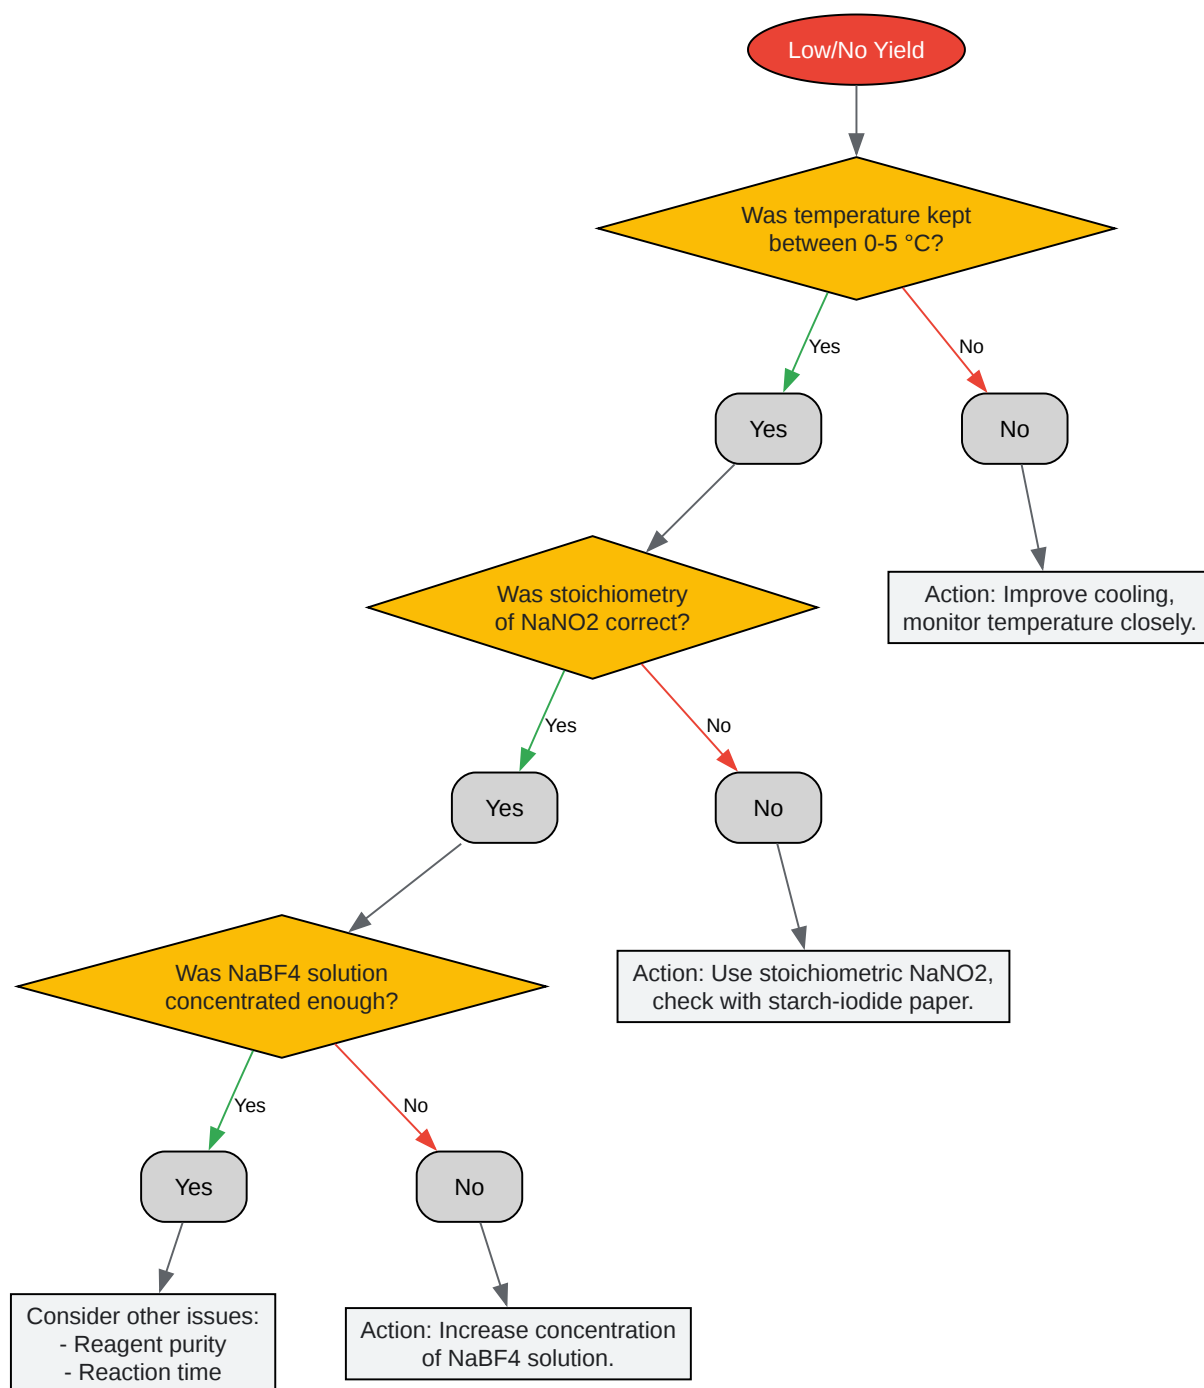 Low/No Yield
Was temperature kept
between 0-5 °C?
Yes
No
Yes
No
Was stoichiometry
of NaNO2 correct?
Action: Improve cooling,
monitor temperature closely.
Yes
No
Yes
No
Was NaBF4 solution
concentrated enough?
Action: Use stoichiometric NaNO2,
check with starch-iodide paper.
Yes
No
Yes
No
Consider other issues:
- Reagent purity
- Reaction time
Action: Increase concentration
of NaBF4 solution.